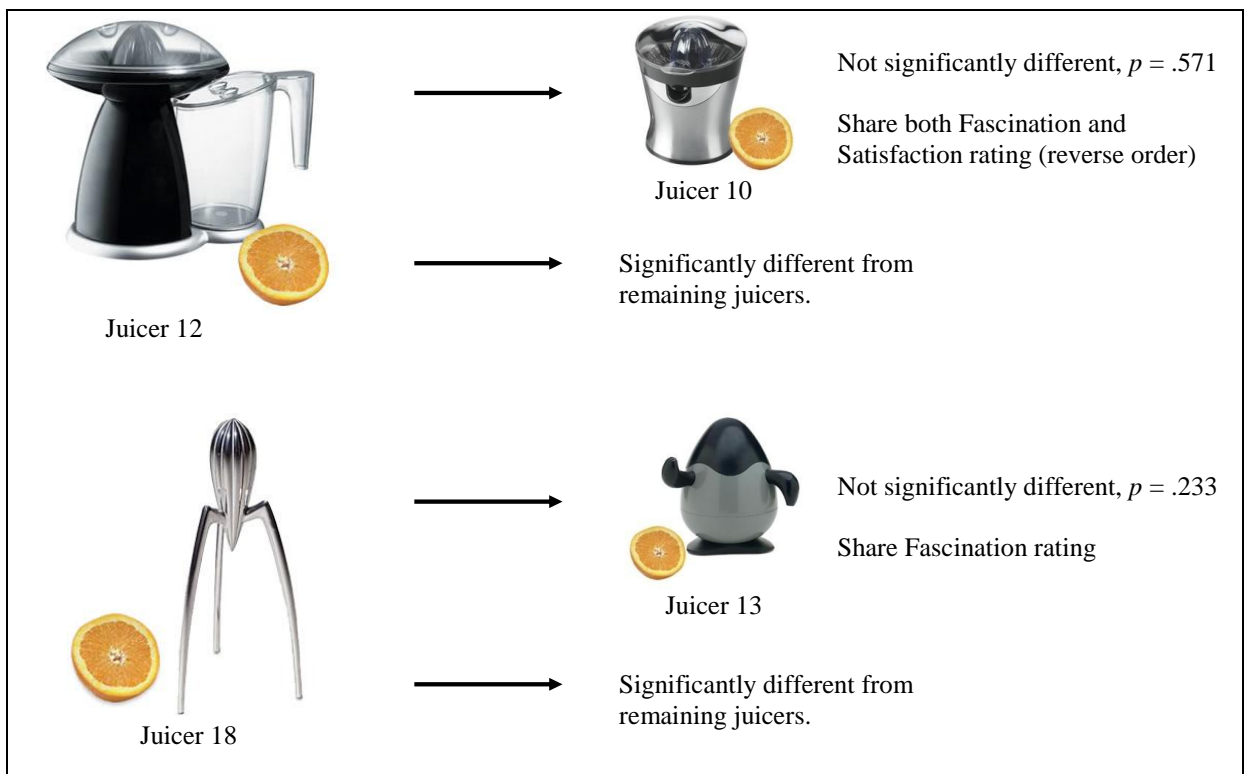 Not significantly different, p = .571
Share both Fascination and
Satisfaction rating (reverse order)
Juicer 10
Significantly different from
remaining juicers.
Juicer 12
Not significantly different, p = .233
Share Fascination rating
Juicer 13
Significantly different from
remaining juicers.
Juicer 18